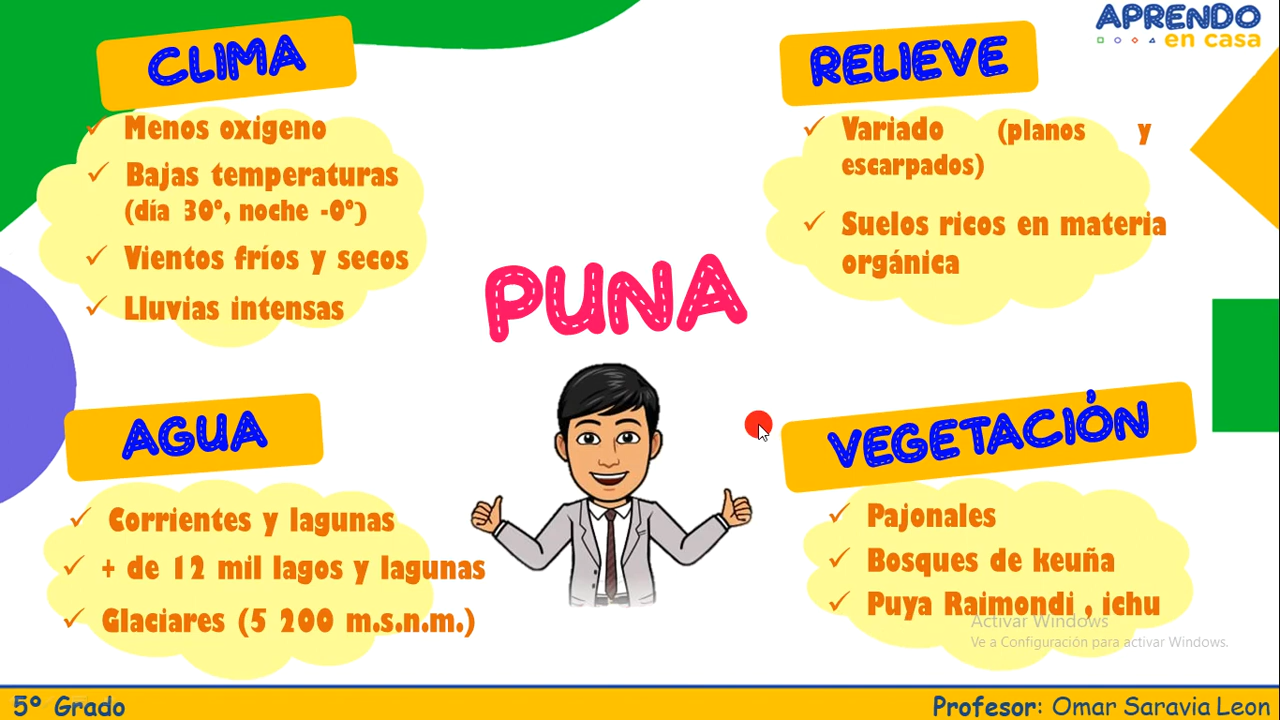 APRENDO
en casa
CLIMA
✓ Menos oxigeno
✓ Bajas temperaturas
(día 30°, noche -0°)
✓ Vientos fríos y secos
✓ Lluvias intensas
RELIEVE
✓ Variado (planos y
escarpados)
✓ Suelos ricos en materia
orgánica
PUNA
AGUA
✓ Corrientes y lagunas
✓ + de 12 mil lagos y lagunas
✓ Glaciares (5 200 m.s.n.m.)
VEGETACIÓN
✓ Pajonales
✓ Bosques de keuña
✓ Puya Raimondi , ichu
Activar Windows
Ve a Configuración para activar Windows.
5º Grado
Profesor: Omar Saravia Leon